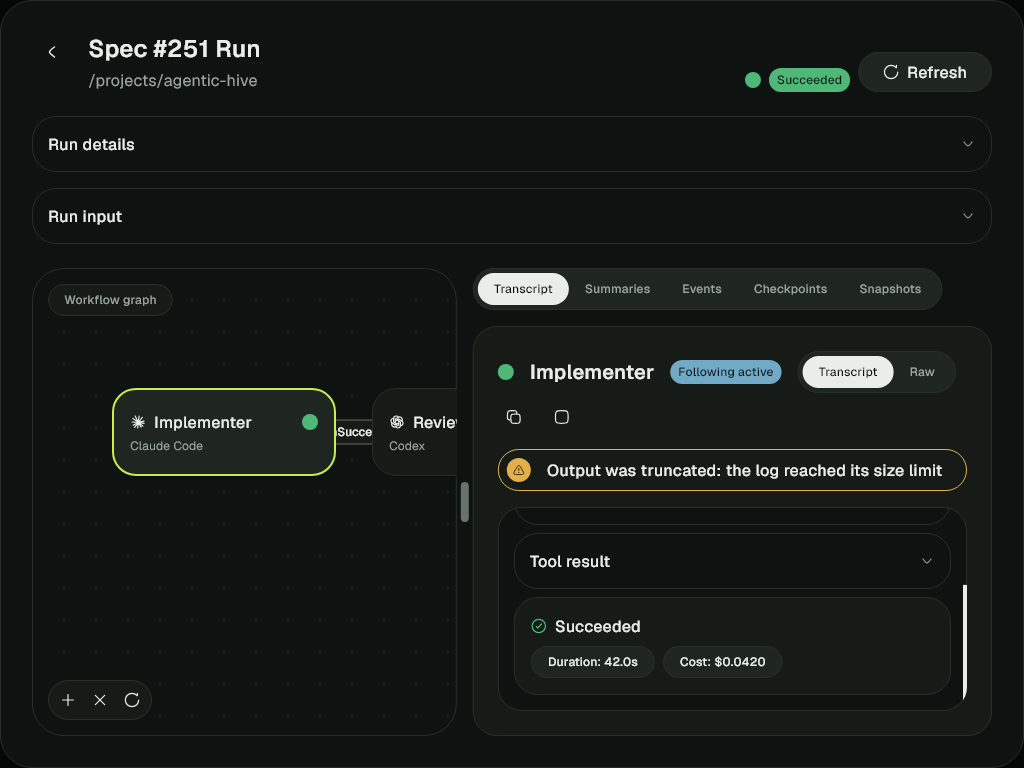 Spec #251 Run
/projects/agentic-hive
Succeeded
Refresh
Run details
Run input
Workflow graph
Implementer
Claude Code
Succe
Review
Codex
Transcript
Summaries
Events
Checkpoints
Snapshots
Implementer
Following active
Transcript
Raw
Output was truncated: the log reached its size limit
Tool result
Succeeded
Duration: 42.0s
Cost: $0.0420